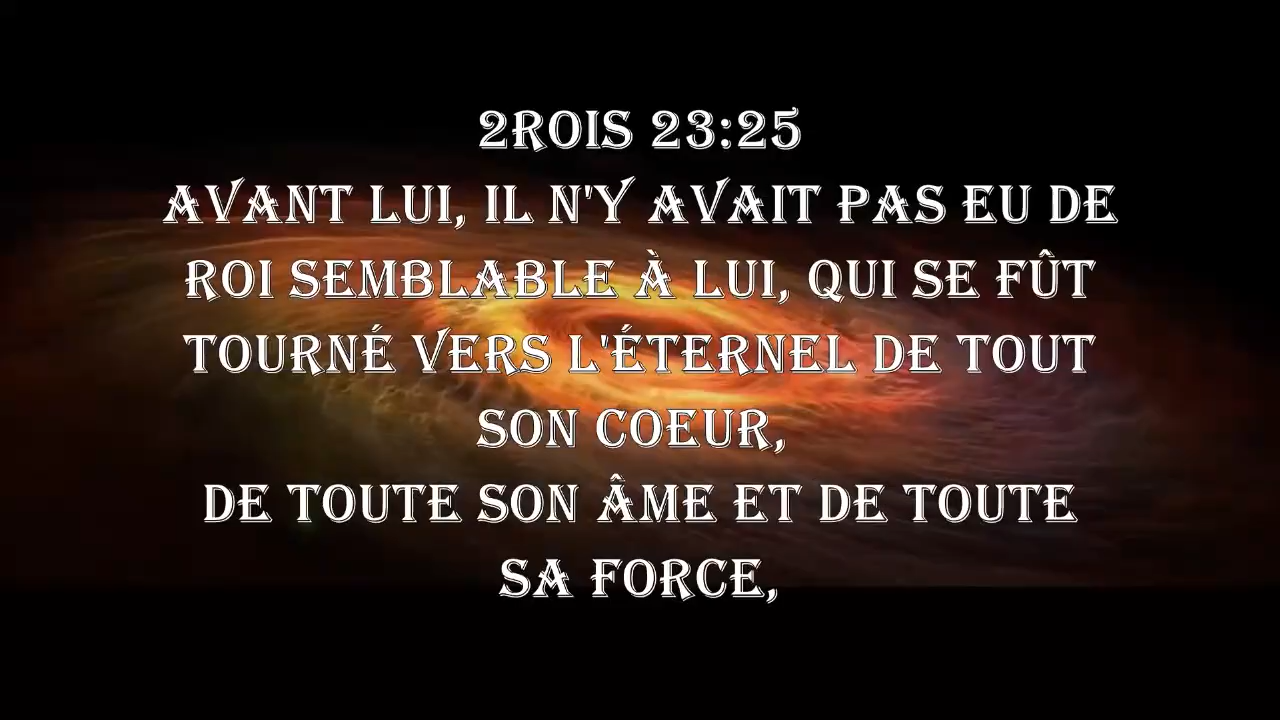 2ROIS 23:25
AVANT LUI, IL N'Y AVAIT PAS EU DE
ROI SEMBLABLE À LUI, QUI SE FÛT
TOURNÉ VERS L'ÉTERNEL DE TOUT
SON COEUR,
DE TOUTE SON ÂME ET DE TOUTE
SA FORCE,